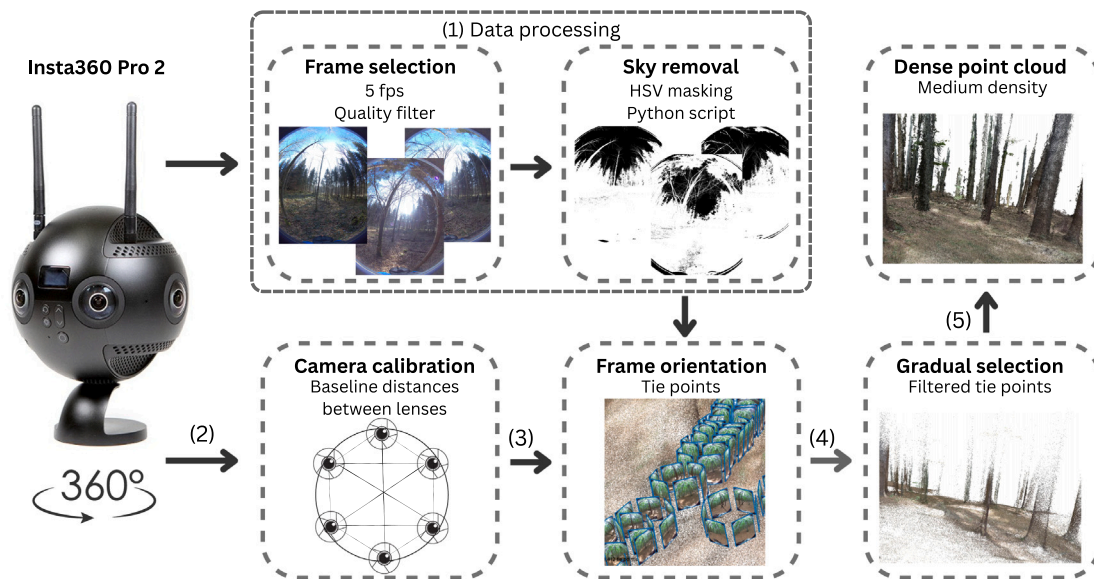 (1) Data processing
Insta360 Pro 2
Frame selection
5 fps
Quality filter
Sky removal
HSV masking
Python script
Dense point cloud
Medium density
(5)
Camera calibration
Baseline distances
between lenses
Frame orientation
Tie points
Gradual selection
Filtered tie points
(2)
(3)
(4)
360°